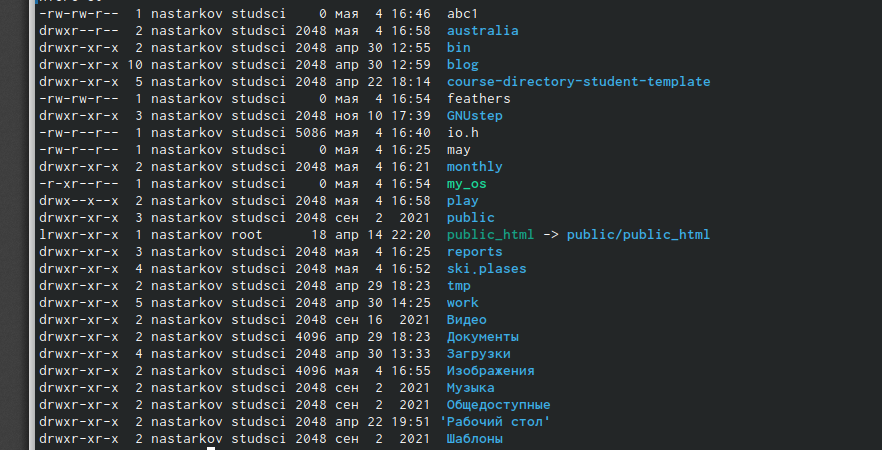 -rw-rw-r-- 1 nastarkov studsci 0 мая 4 16:46 abc1
drwxr--r-- 2 nastarkov studsci 2048 мая 4 16:58 australia
drwxr-xr-x 2 nastarkov studsci 2048 апр 30 12:55 bin
drwxr-xr-x 10 nastarkov studsci 2048 апр 30 12:59 blog
drwxr-xr-x 5 nastarkov studsci 2048 апр 22 18:14 course-directory-student-template
-rw-rw-r-- 1 nastarkov studsci 0 мая 4 16:54 feathers
drwxr-xr-x 3 nastarkov studsci 2048 ноя 10 17:39 GNUstep
-rw-r--r-- 1 nastarkov studsci 5086 мая 4 16:40 io.h
-rw-r--r-- 1 nastarkov studsci 0 мая 4 16:25 may
drwxr-xr-x 2 nastarkov studsci 2048 мая 4 16:21 monthly
-r-xr--r-- 1 nastarkov studsci 0 мая 4 16:54 my_os
drwx--x--x 2 nastarkov studsci 2048 мая 4 16:58 play
drwxr-xr-x 3 nastarkov studsci 2048 сен 2 2021 public
lrwxr-xr-x 1 nastarkov root 18 апр 14 22:20 public_html -> public/public_html
drwxr-xr-x 3 nastarkov studsci 2048 мая 4 16:25 reports
drwxr-xr-x 4 nastarkov studsci 2048 мая 4 16:52 ski.plases
drwxr-xr-x 2 nastarkov studsci 2048 апр 29 18:23 tmp
drwxr-xr-x 5 nastarkov studsci 2048 апр 30 14:25 work
drwxr-xr-x 2 nastarkov studsci 2048 сен 16 2021 Видео
drwxr-xr-x 2 nastarkov studsci 4096 апр 29 18:23 Документы
drwxr-xr-x 4 nastarkov studsci 2048 апр 30 13:33 Загрузки
drwxr-xr-x 2 nastarkov studsci 4096 мая 4 16:55 Изображения
drwxr-xr-x 2 nastarkov studsci 2048 сен 2 2021 Музыка
drwxr-xr-x 2 nastarkov studsci 2048 сен 2 2021 Общедоступные
drwxr-xr-x 2 nastarkov studsci 2048 апр 22 19:51 'Рабочий стол'
drwxr-xr-x 2 nastarkov studsci 2048 сен 2 2021 Шаблоны